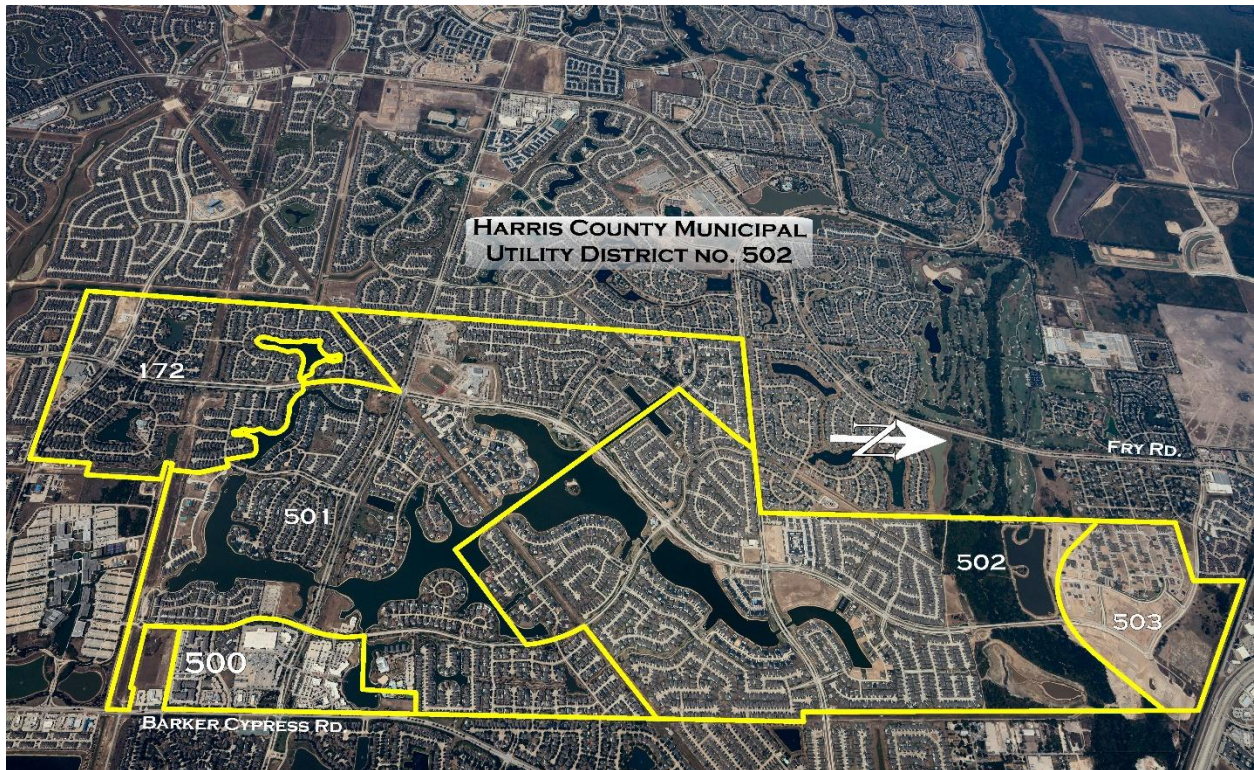 HARRIS COUNTY MUNICIPAL
UTILITY DISTRICT NO. 502
172
501
500
502
503
N
FRY RD.
BARKER CYPRESS RD.